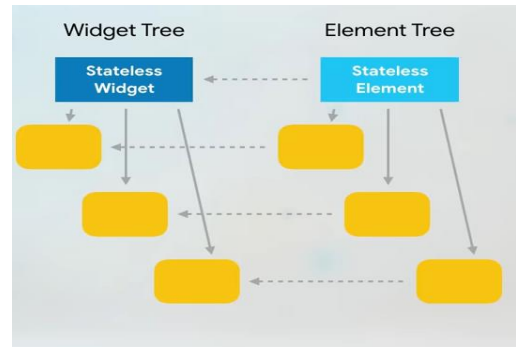 Widget Tree
Element Tree
Stateless
Widget
Stateless
Element